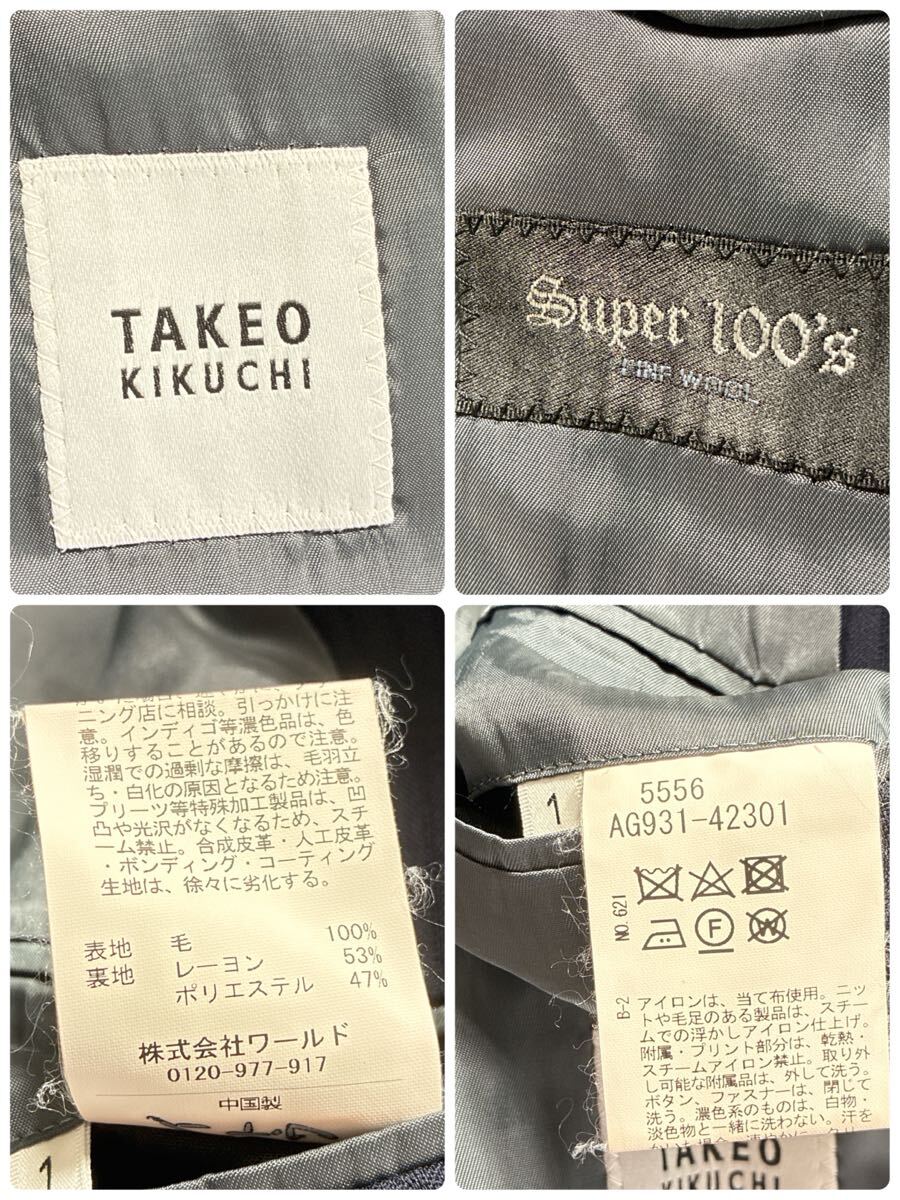 TAKEO
KIKUCHI
Super 100's
FINE WOOL
ニング店に相談。引っかけに注
意。インディゴ等濃色品は、色
移りすることがあるので注意。
湿潤での過剰な摩擦は、毛羽立
ち・白化の原因となるため注意。
プリーツ等特殊加工製品は、凹
凸や光沢がなくなるため、スチ
ーム禁止。合成皮革・人工皮革
・ボンディング・コーティング
生地は、徐々に劣化する。
表地 毛 100%
裏地 レーヨン 53%
ポリエステル 47%
株式会社ワールド
0120-977-917
中国製
1
1
5556
AG931-42301
NO.621
F
W
B-2
アイロンは、当て布使用。ニッ
トや毛足のある製品は、スチー
ムでの浮かしアイロン仕上げ。
附属・プリント部分は、乾熱・
スチームアイロン禁止。取り外
し可能な附属品は、外して洗う。
ボタン、ファスナーは、閉じて
洗う。濃色系のものは、白物・
淡色物と一緒に洗わない。汗を
TAKEO
KIKUCHI